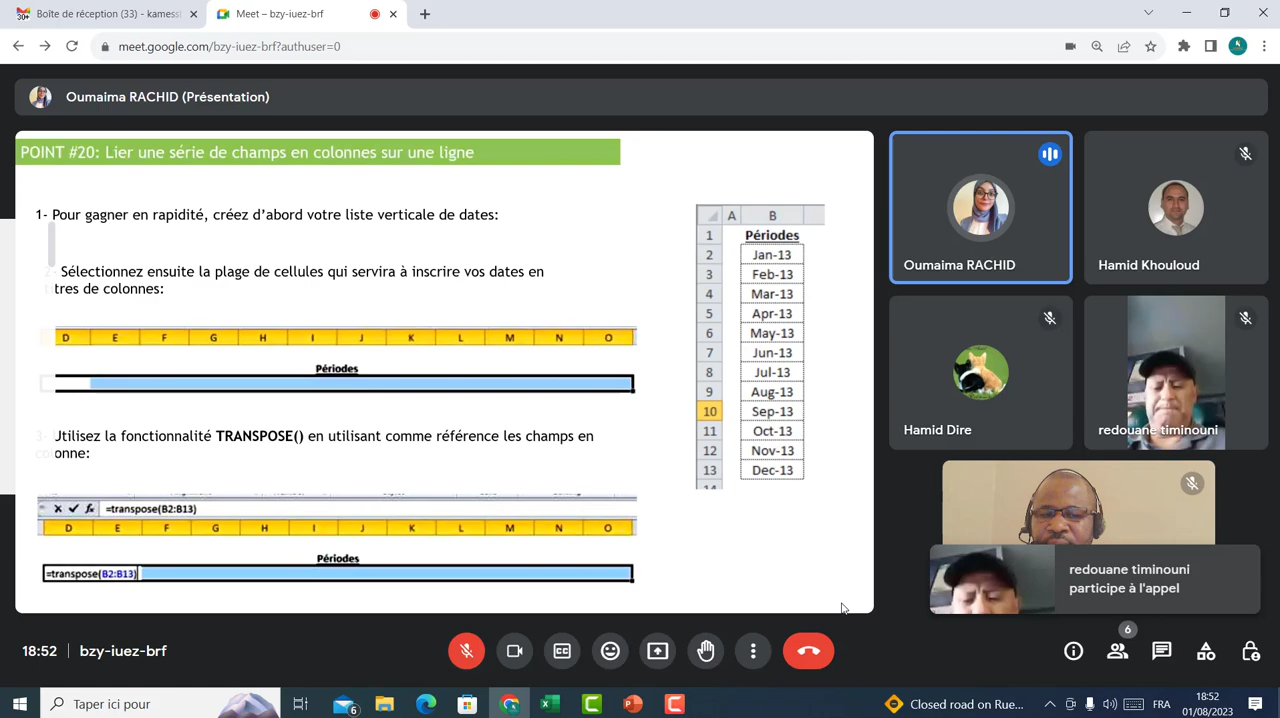 30+
Boîte de réception (33) - kamess
Meet – bzy-iuez-brf
meet.google.com/bzy-iuez-brf?authuser=0
Oumaima RACHID (Présentation)
POINT #20: Lier une série de champs en colonnes sur une ligne
1- Pour gagner en rapidité, créez d’abord votre liste verticale de dates:
2- Sélectionnez ensuite la plage de cellules qui servira à inscrire vos dates en
titres de colonnes:
D E F G H I J K L M N O
Périodes
3- Utilisez la fonctionnalité TRANSPOSE() en utilisant comme référence les champs en
colonne:
=transpose(B2:B13)
D E F G H I J K L M N O
Périodes
=transpose(B2:B13)
A B
1 Périodes
2 Jan-13
3 Feb-13
4 Mar-13
5 Apr-13
6 May-13
7 Jun-13
8 Jul-13
9 Aug-13
10 Sep-13
11 Oct-13
12 Nov-13
13 Dec-13
14
Oumaima RACHID
Hamid Khouloud
Hamid Dire
redouane timinouni
redouane timinouni
participe à l'appel
18:52 | bzy-iuez-brf
6
Taper ici pour
6
Closed road on Rue...
FRA
18:52
01/08/2023